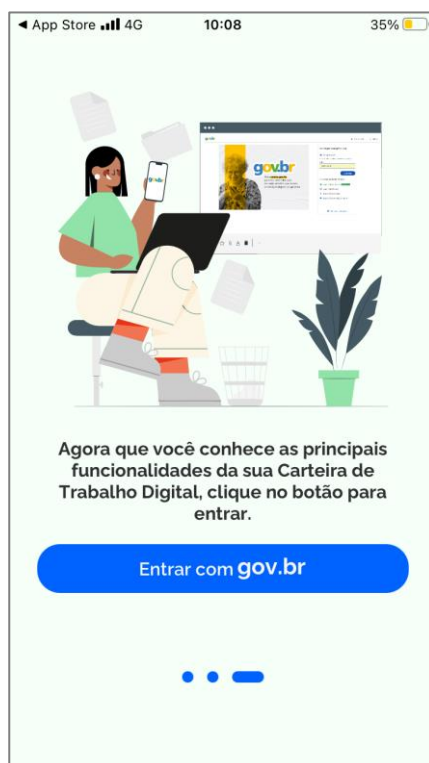 ◀ App Store 4G 10:08 35%
gov.br
Agora que você conhece as principais
funcionalidades da sua Carteira de
Trabalho Digital, clique no botão para
entrar.
Entrar com gov.br